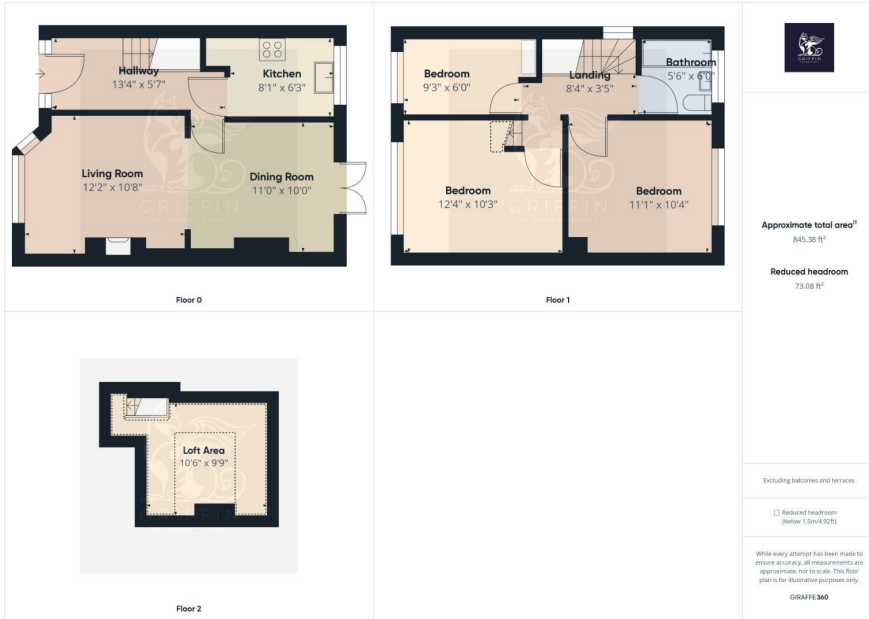 Hallway
13'4" x 5'7"
Kitchen
8'1" x 6'3"
Living Room
12'2" x 10'8"
Dining Room
11'0" x 10'0"
GRIFFIN
Floor 0
Bedroom
9'3" x 6'0"
Landing
8'4" x 3'5"
Bathroom
5'6" x 6'0"
Bedroom
12'4" x 10'3"
Bedroom
11'1" x 10'4"
GRIFFIN
Floor 1
Loft Area
10'6" x 9'9"
GRIFFIN
Floor 2
GRIFFIN
Approximate total area⁽¹⁾
845.38 ft²
Reduced headroom
73.08 ft²
Excluding balconies and terraces
Reduced headroom
(below 1.5m/4.92ft)
While every attempt has been made to
ensure accuracy, all measurements are
approximate, not to scale. This floor
plan is for illustrative purposes only.
GIRAFFE360